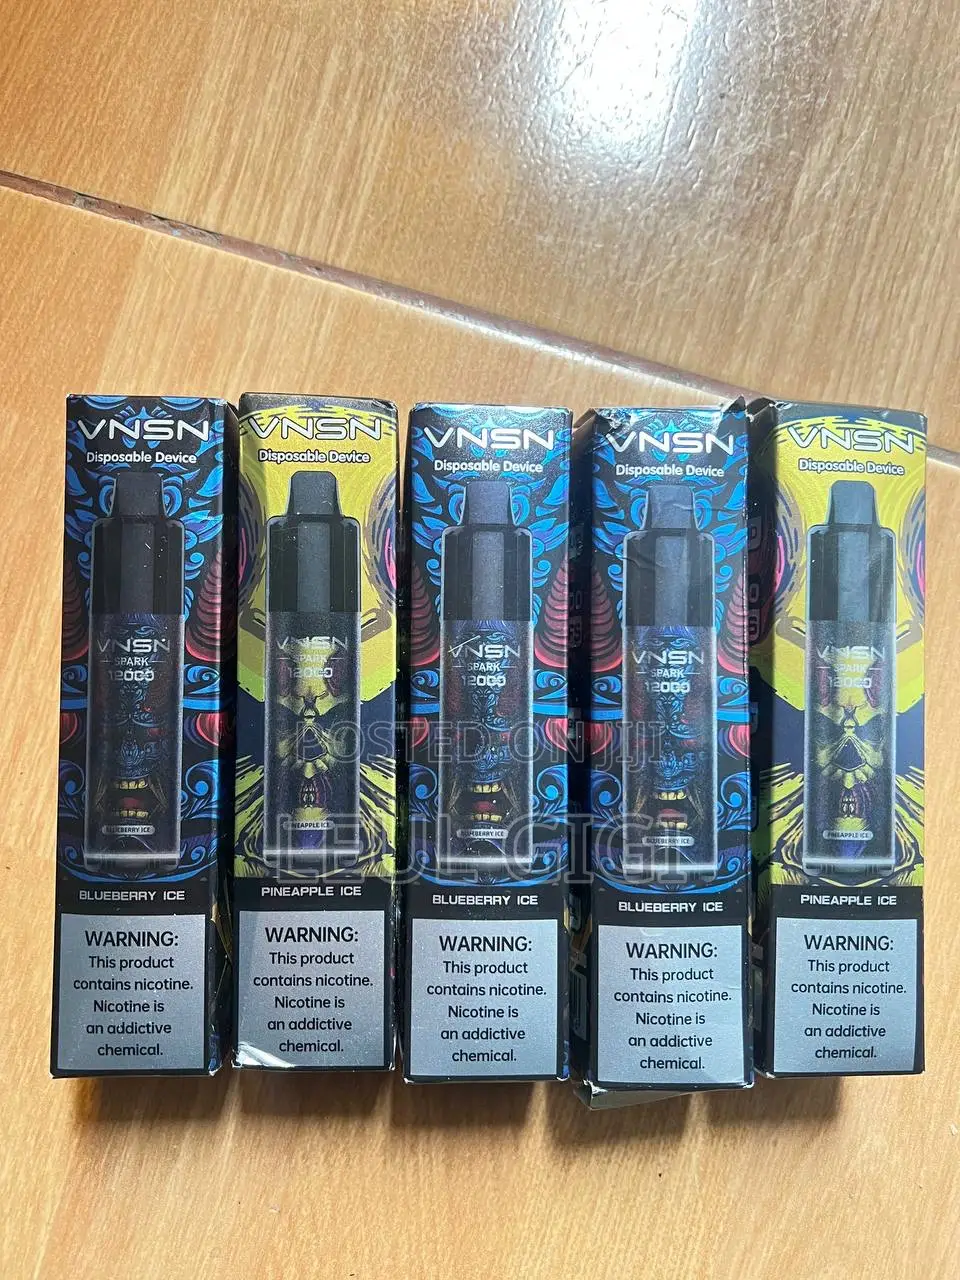 VNSN
Disposable Device
VNSN
SPARK
12000
BLUEBERRY ICE
BLUEBERRY ICE
WARNING:
This product
contains nicotine.
Nicotine is
an addictive
chemical.
VNSN
Disposable Device
VNSN
SPARK
12000
PINEAPPLE ICE
PINEAPPLE ICE
WARNING:
This product
contains nicotine.
Nicotine is
an addictive
chemical.
VNSN
Disposable Device
VNSN
SPARK
12000
BLUEBERRY ICE
BLUEBERRY ICE
WARNING:
This product
contains nicotine.
Nicotine is
an addictive
chemical.
VNSN
Disposable Device
VNSN
SPARK
12000
BLUEBERRY ICE
BLUEBERRY ICE
WARNING:
This product
contains nicotine.
Nicotine is
an addictive
chemical.
VNSN
Disposable Device
VNSN
SPARK
12000
PINEAPPLE ICE
PINEAPPLE ICE
WARNING:
This product
contains nicotine.
Nicotine is
an addictive
chemical.
POSTED ON JIJI
LEUL GIGI